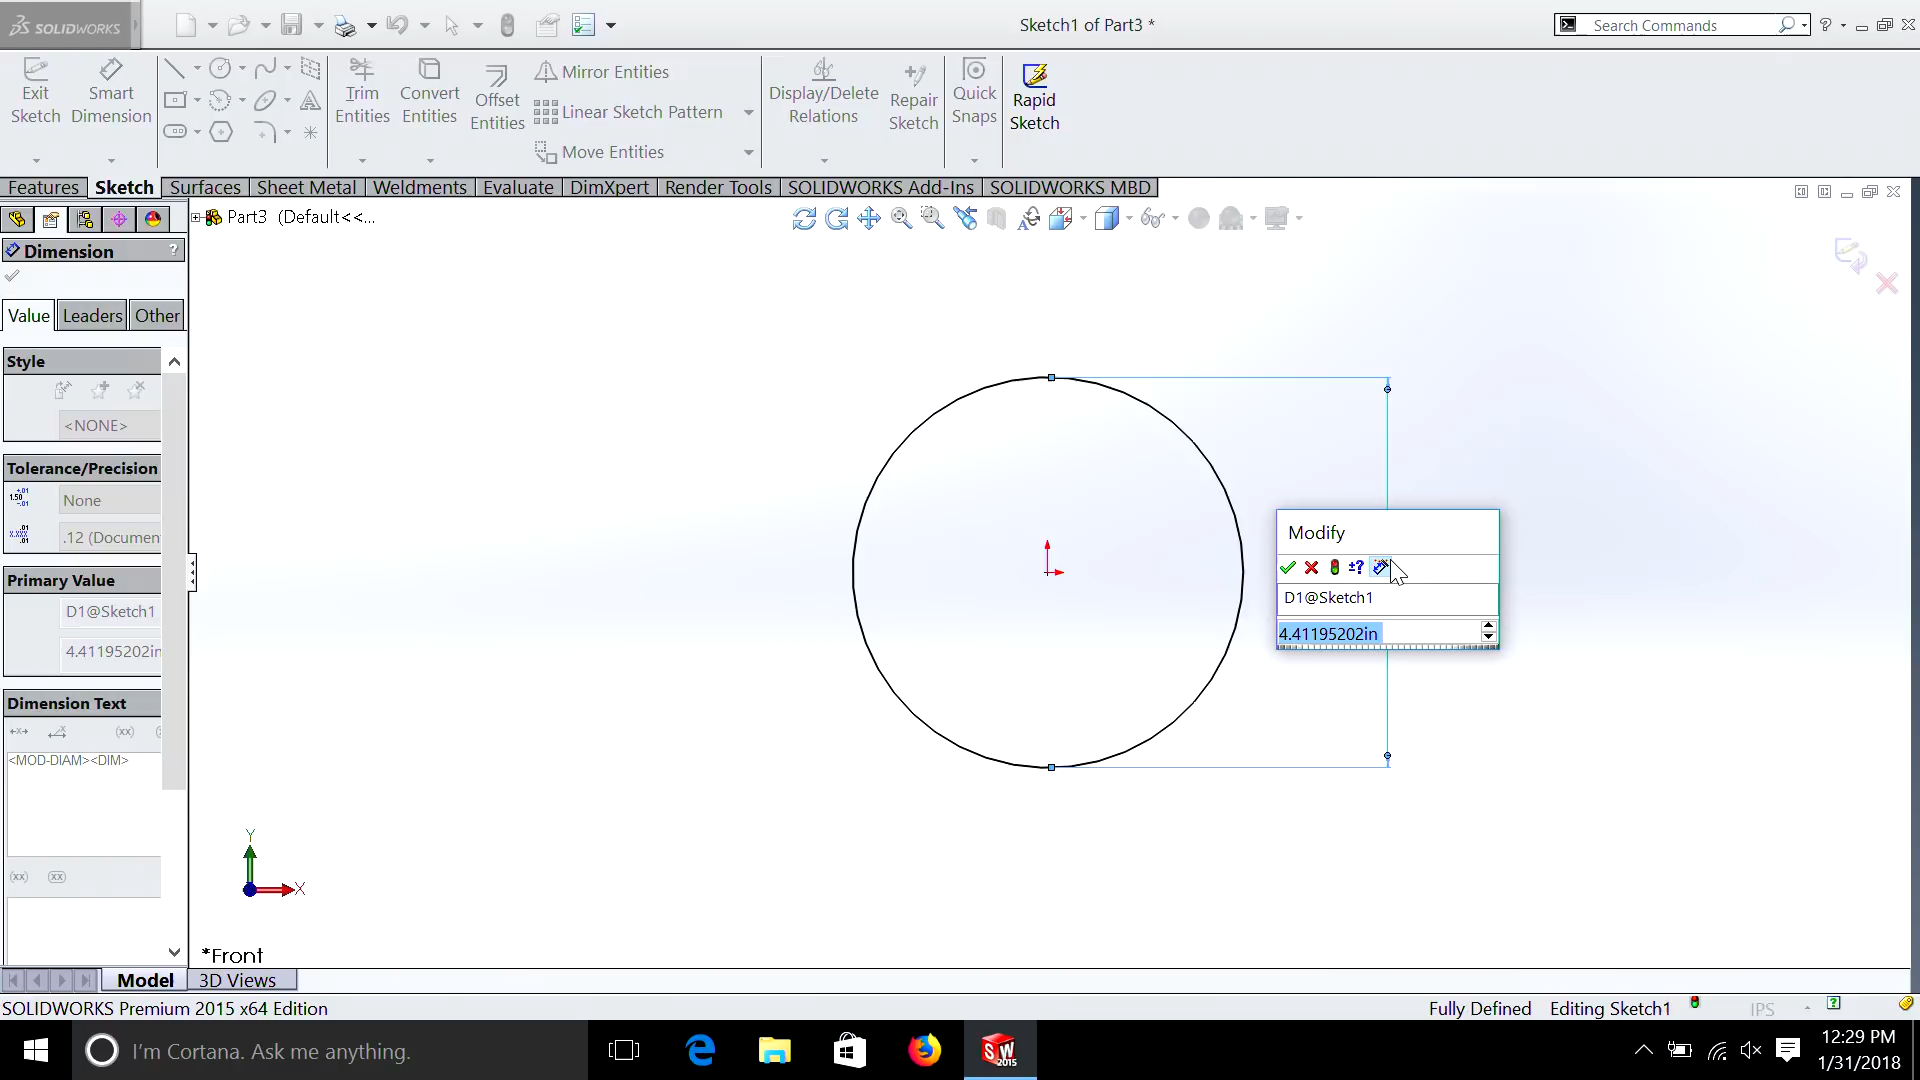 SOLIDWORKS
Sketch1 of Part3 *
Search Commands
?
Exit Sketch
Smart Dimension
Trim Entities
Convert Entities
Offset Entities
Mirror Entities
Linear Sketch Pattern
Move Entities
Display/Delete Relations
Repair Sketch
Quick Snaps
Rapid Sketch
Features
Sketch
Surfaces
Sheet Metal
Weldments
Evaluate
DimXpert
Render Tools
SOLIDWORKS Add-Ins
SOLIDWORKS MBD
Part3 (Default<<...
Dimension
?
Value
Leaders
Other
Style
<NONE>
Tolerance/Precision
None
.12 (Documen
Primary Value
D1@Sketch1
4.41195202in
Dimension Text
(xx)
<MOD-DIAM><DIM>
(xx)
xx
Modify
±?
D1@Sketch1
4.41195202in
Y
X
*Front
Model
3D Views
SOLIDWORKS Premium 2015 x64 Edition
Fully Defined
Editing Sketch1
IPS
?
I'm Cortana. Ask me anything.
SW
2015
12:29 PM
1/31/2018